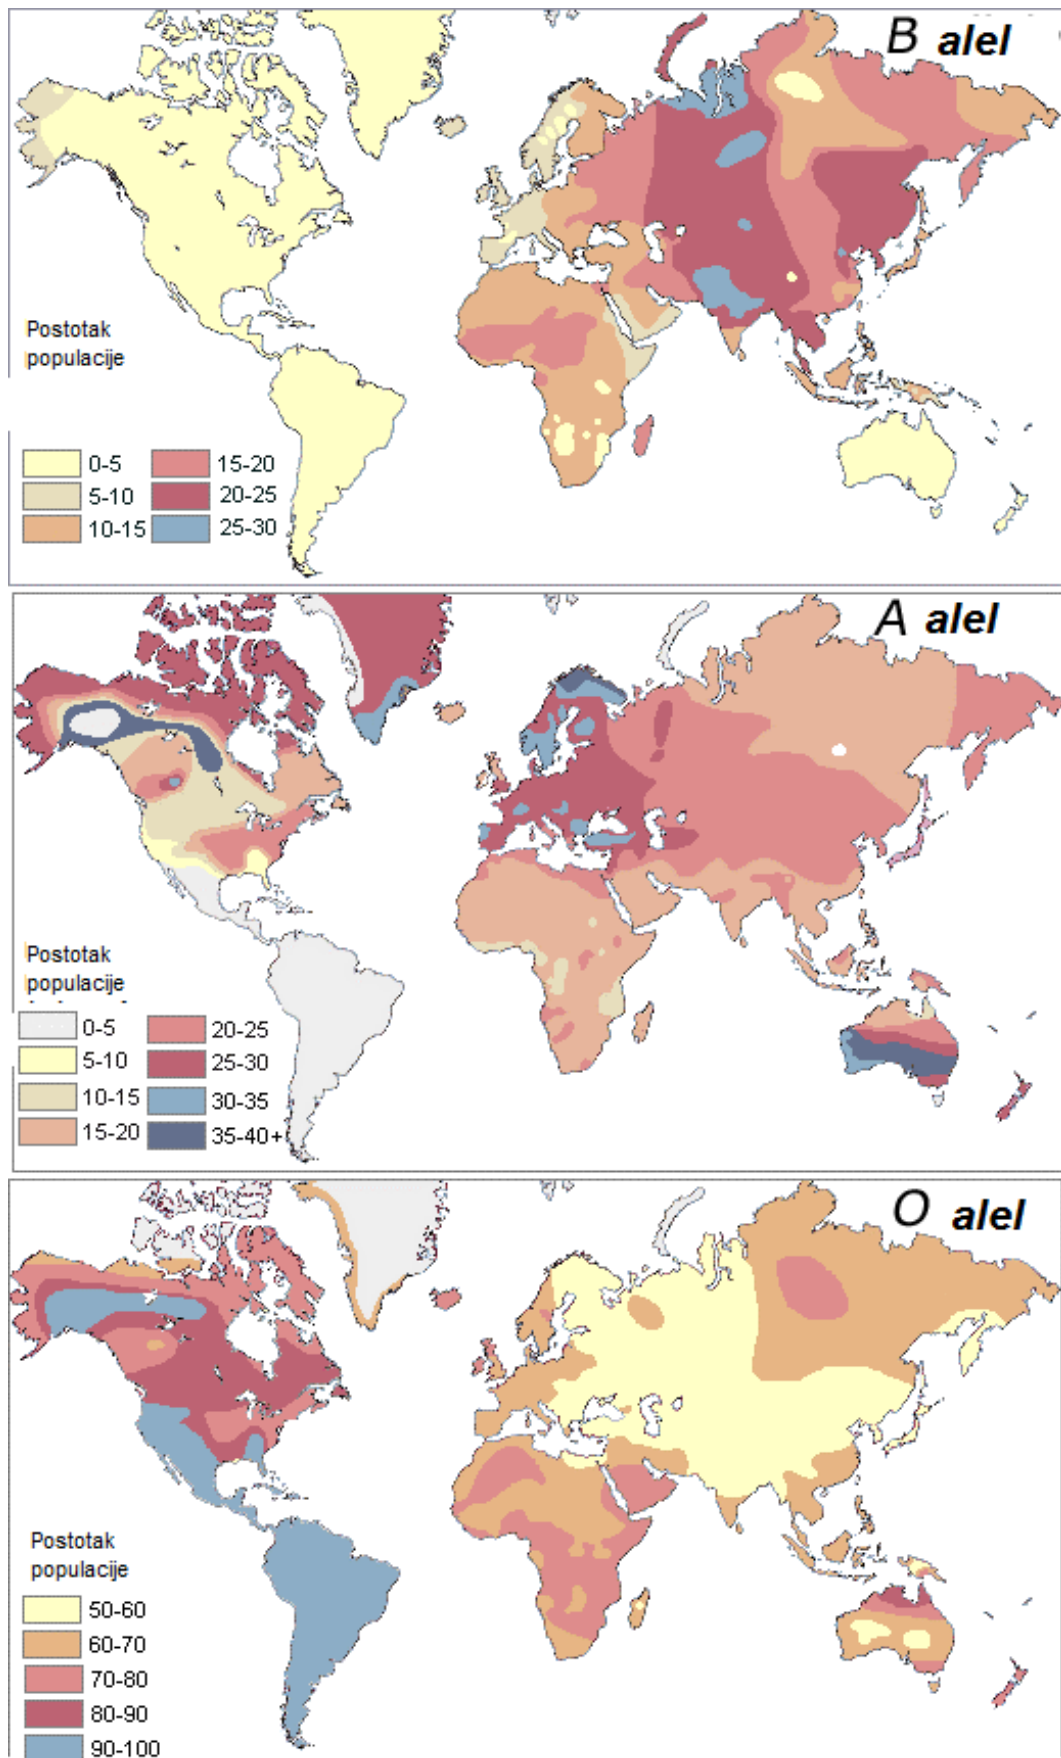 B alel
Postotak
populacije
0-5
15-20
5-10
20-25
10-15
25-30
A alel
Postotak
populacije
0-5
20-25
5-10
25-30
10-15
30-35
15-20
35-40+
O alel
Postotak
populacije
50-60
60-70
70-80
80-90
90-100